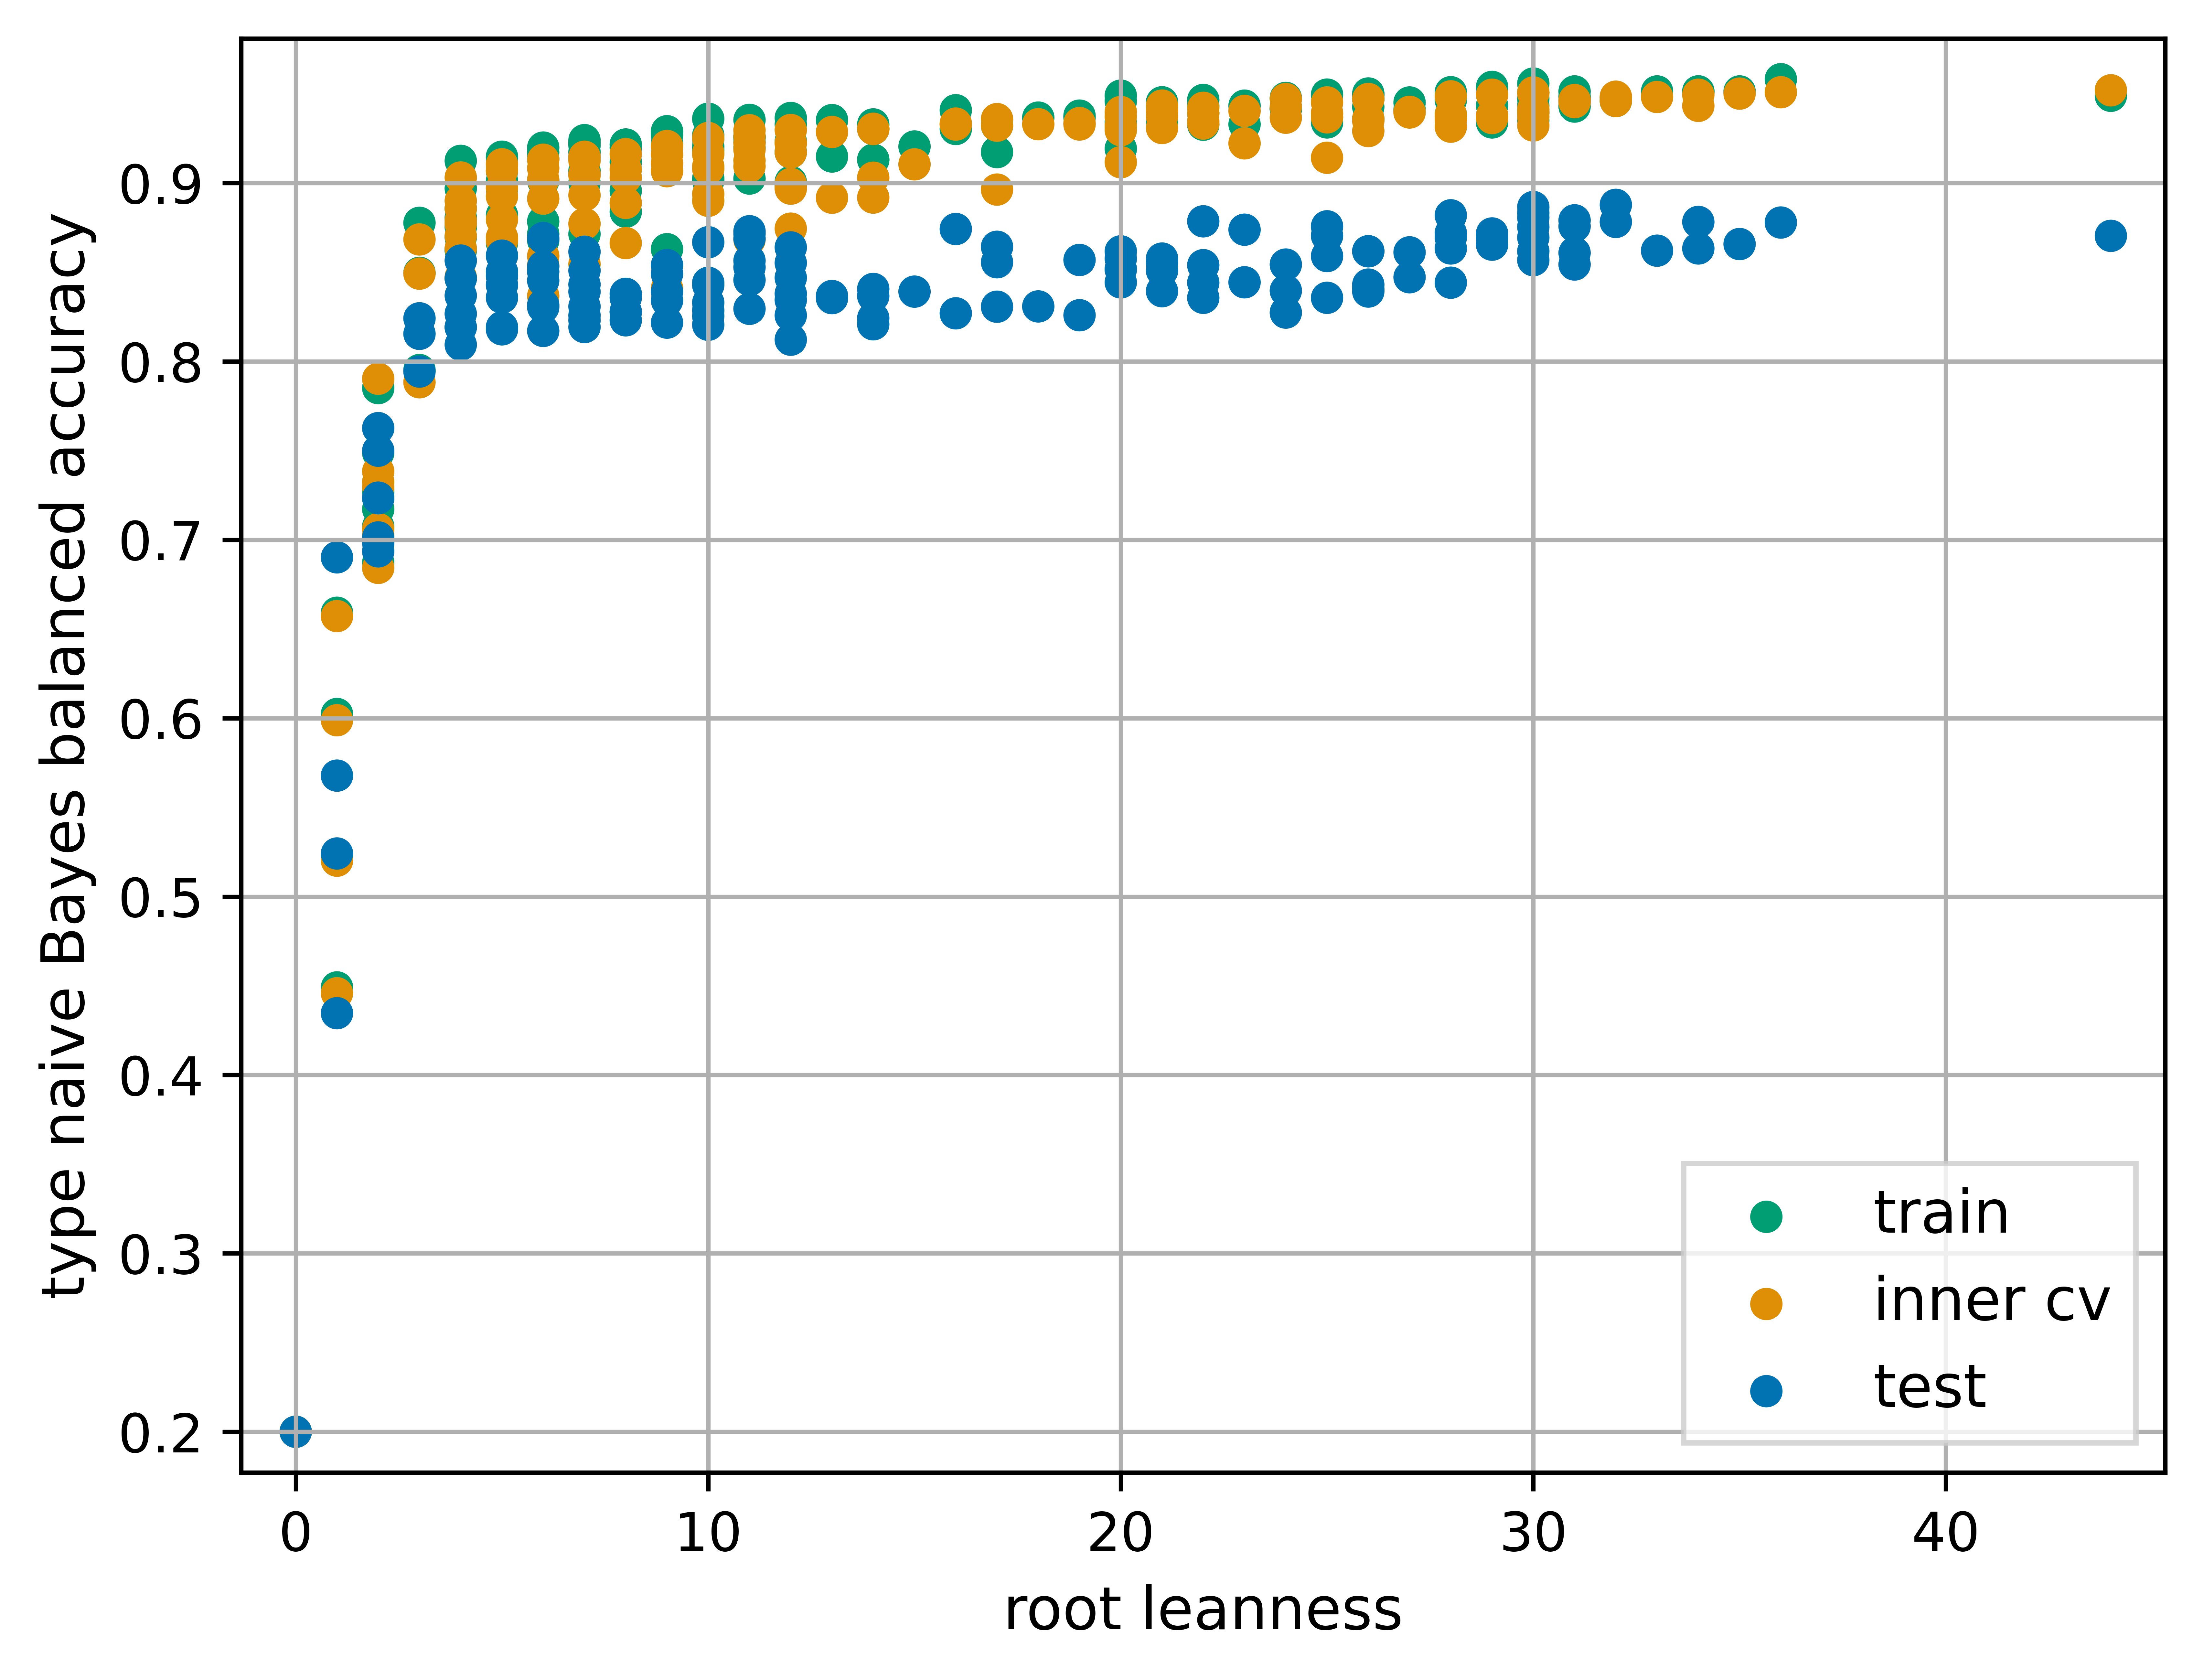 type naive Bayes balanced accuracy
0.9
0.8
0.7
0.6
0.5
0.4
0.3
0.2
0 10 20 30 40
root leanness
train
inner cv
test